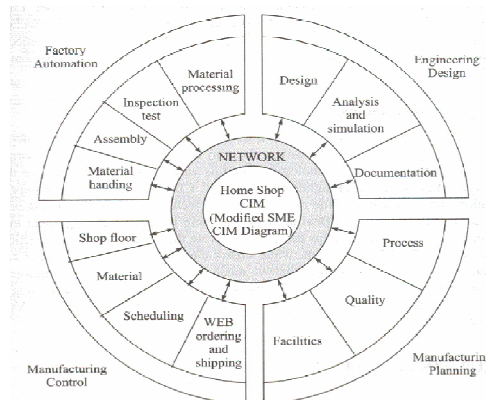 Factory
Automation
Material
processing
Inspection
test
Assembly
Material
handing
Engineering
Design
Design
Analysis
and
simulation
Documentation
NETWORK
Home Shop
CIM
(Modified SME
CIM Diagram)
Shop floor
Material
Scheduling
WEB
ordering
and
shipping
Manufacturing
Control
Process
Quality
Facilities
Manufacturin
Planning